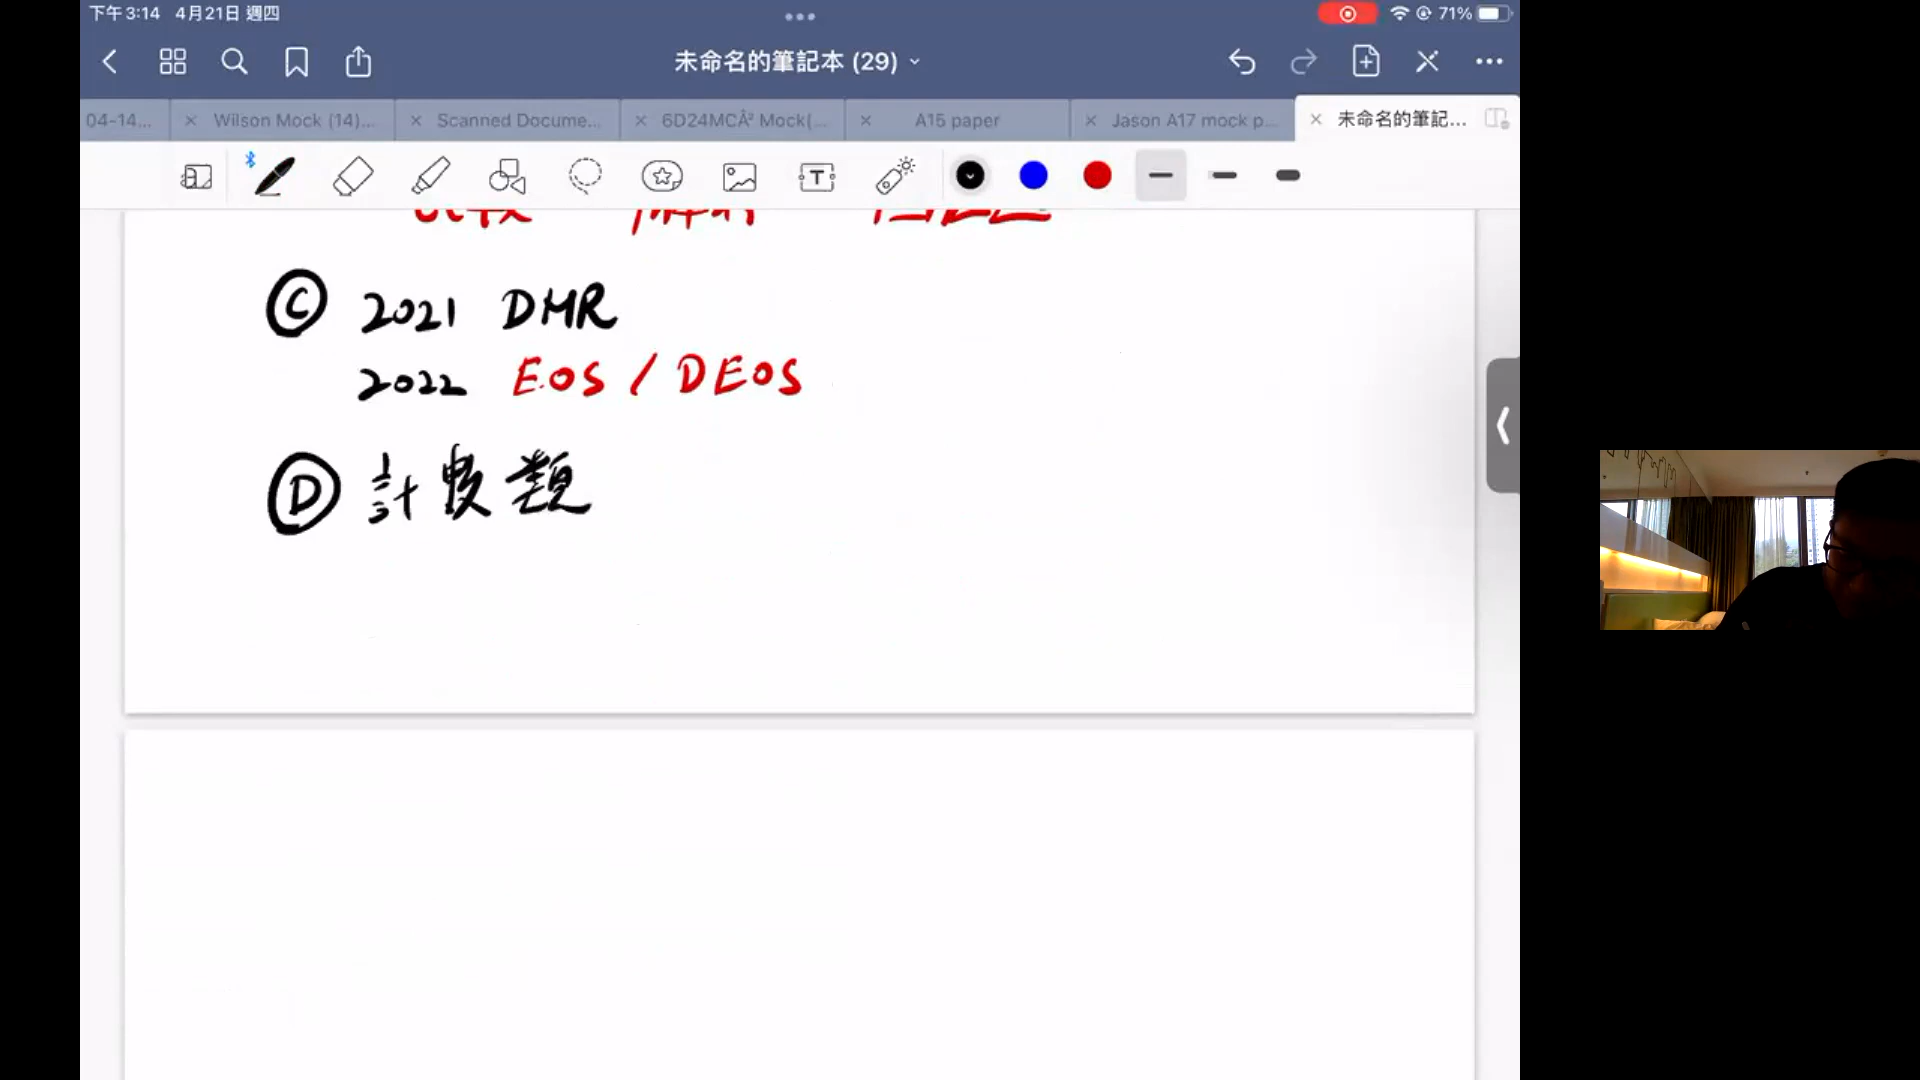 下午3:14 4月21日 週四
71%
未命名的筆記本 (29)
04-14...
Wilson Mock (14)...
Scanned Docume...
6D24MCÂ² Mock(...
A15 paper
Jason A17 mock p...
未命名的筆記...
T
Ⓒ 2021 DMR
2022 EOS / DEOS
Ⓓ 計數類